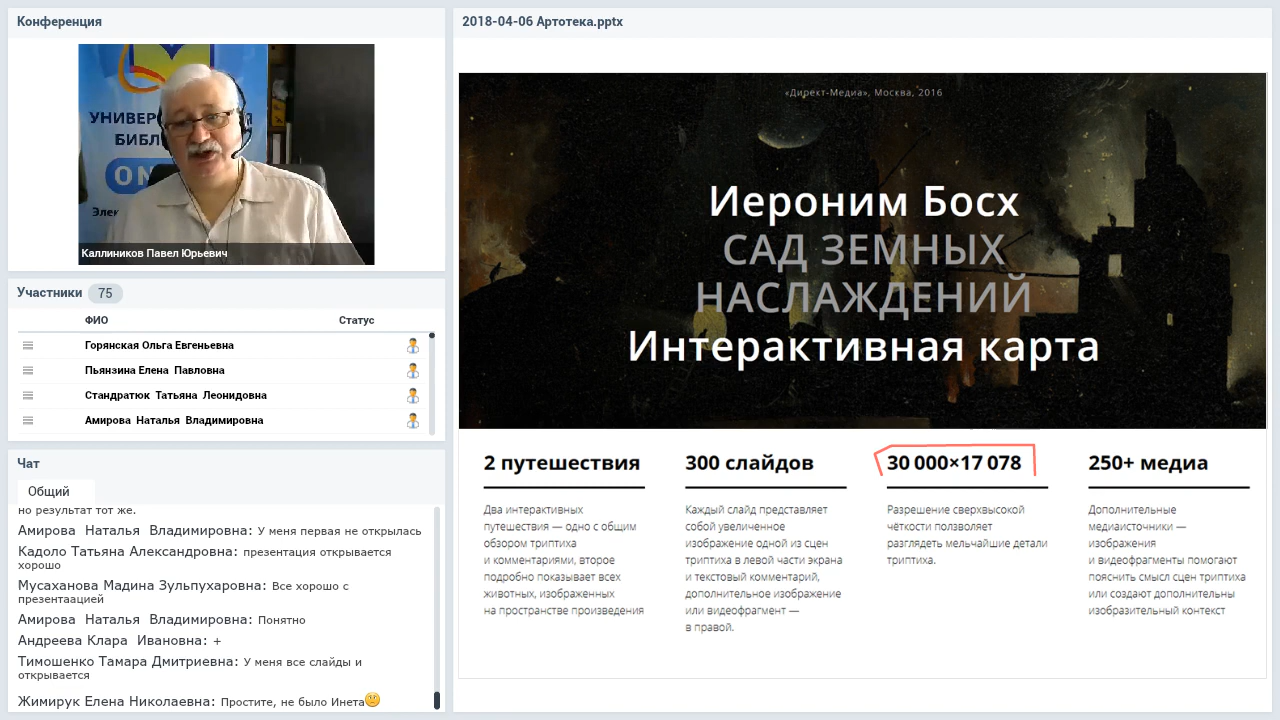 Конференция
УНИВЕР
БИБЛ
ON
Элек
Каллиников Павел Юрьевич
Участники 75
ФИО Статус
Горянская Ольга Евгеньевна
Пьянзина Елена Павловна
Стандратюк Татьяна Леонидовна
Амирова Наталья Владимировна
Чат
Общий
но результат тот же.
Амирова Наталья Владимировна: У меня первая не открылась
Кадоло Татьяна Александровна: презентация открывается
хорошо
Мусаханова Мадина Зульпухаровна: Все хорошо с
презентаацией
Амирова Наталья Владимировна: Понятно
Андреева Клара Ивановна: +
Тимошенко Тамара Дмитриевна: У меня все слайды и
открывается
Жимирук Елена Николаевна: Простите, не было Инета
2018-04-06 Артотека.pptx
«Директ-Медиа», Москва, 2016
Иероним Босх
САД ЗЕМНЫХ
НАСЛАЖДЕНИЙ
Интерактивная карта
2 путешествия
Два интерактивных
путешествия — одно с общим
обзором триптиха
и комментариями, второе
подробно показывает всех
животных, изображенных
на пространстве произведения
300 слайдов
Каждый слайд представляет
собой увеличенное
изображение одной из сцен
триптиха в левой части экрана
и текстовый комментарий,
дополнительное изображение
или видеофрагмент —
в правой.
30 000×17 078
Разрешение сверхвысокой
чёткости ползволяет
разглядеть мельчайшие детали
триптиха.
250+ медиа
Дополнительные
медиаисточники —
изображения
и видеофрагменты помогают
пояснить смысл сцен триптиха
или создают дополнительны
изобразительный контекст